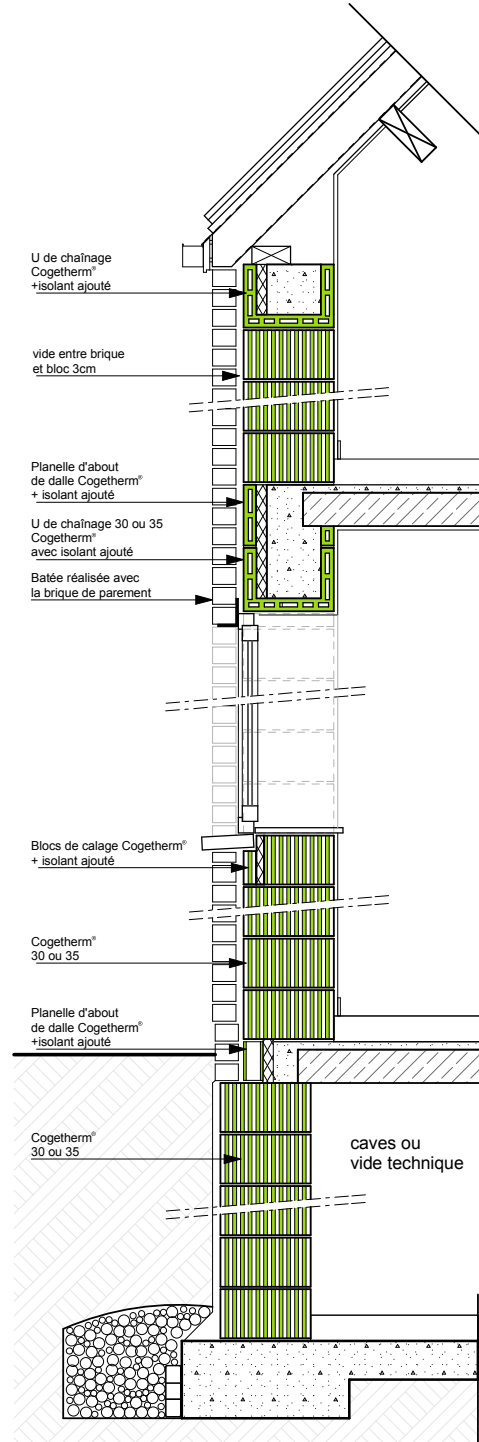 U de chaînage
Cogetherm®
+isolant ajouté
vide entre brique
et bloc 3cm
Planelle d'about
de dalle Cogetherm®
+ isolant ajouté
U de chaînage 30 ou 35
Cogetherm®
avec isolant ajouté
Batée réalisée avec
la brique de parement
Blocs de calage Cogetherm®
+ isolant ajouté
Cogetherm®
30 ou 35
Planelle d'about
de dalle Cogetherm®
+isolant ajouté
Cogetherm®
30 ou 35
caves ou
vide technique